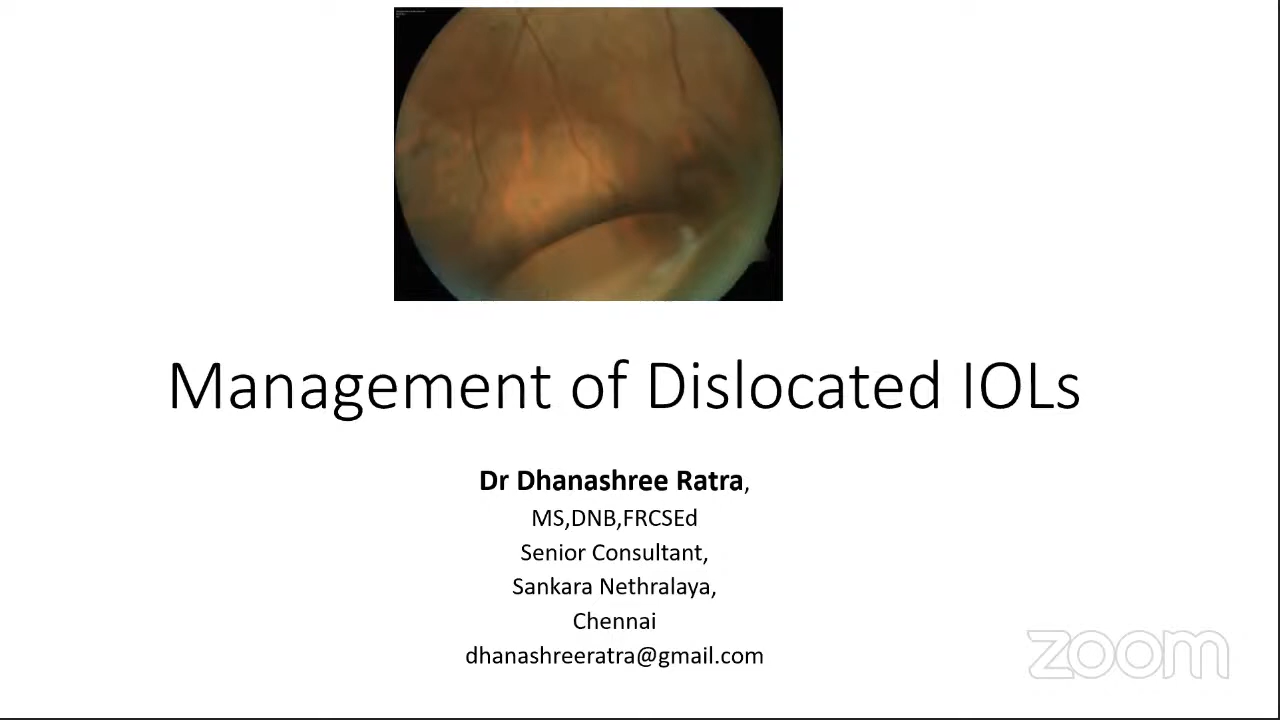 Management of Dislocated IOLs
Dr Dhanashree Ratra,
MS,DNB,FRCSEd
Senior Consultant,
Sankara Nethralaya,
Chennai
dhanashreeratra@gmail.com
zoom